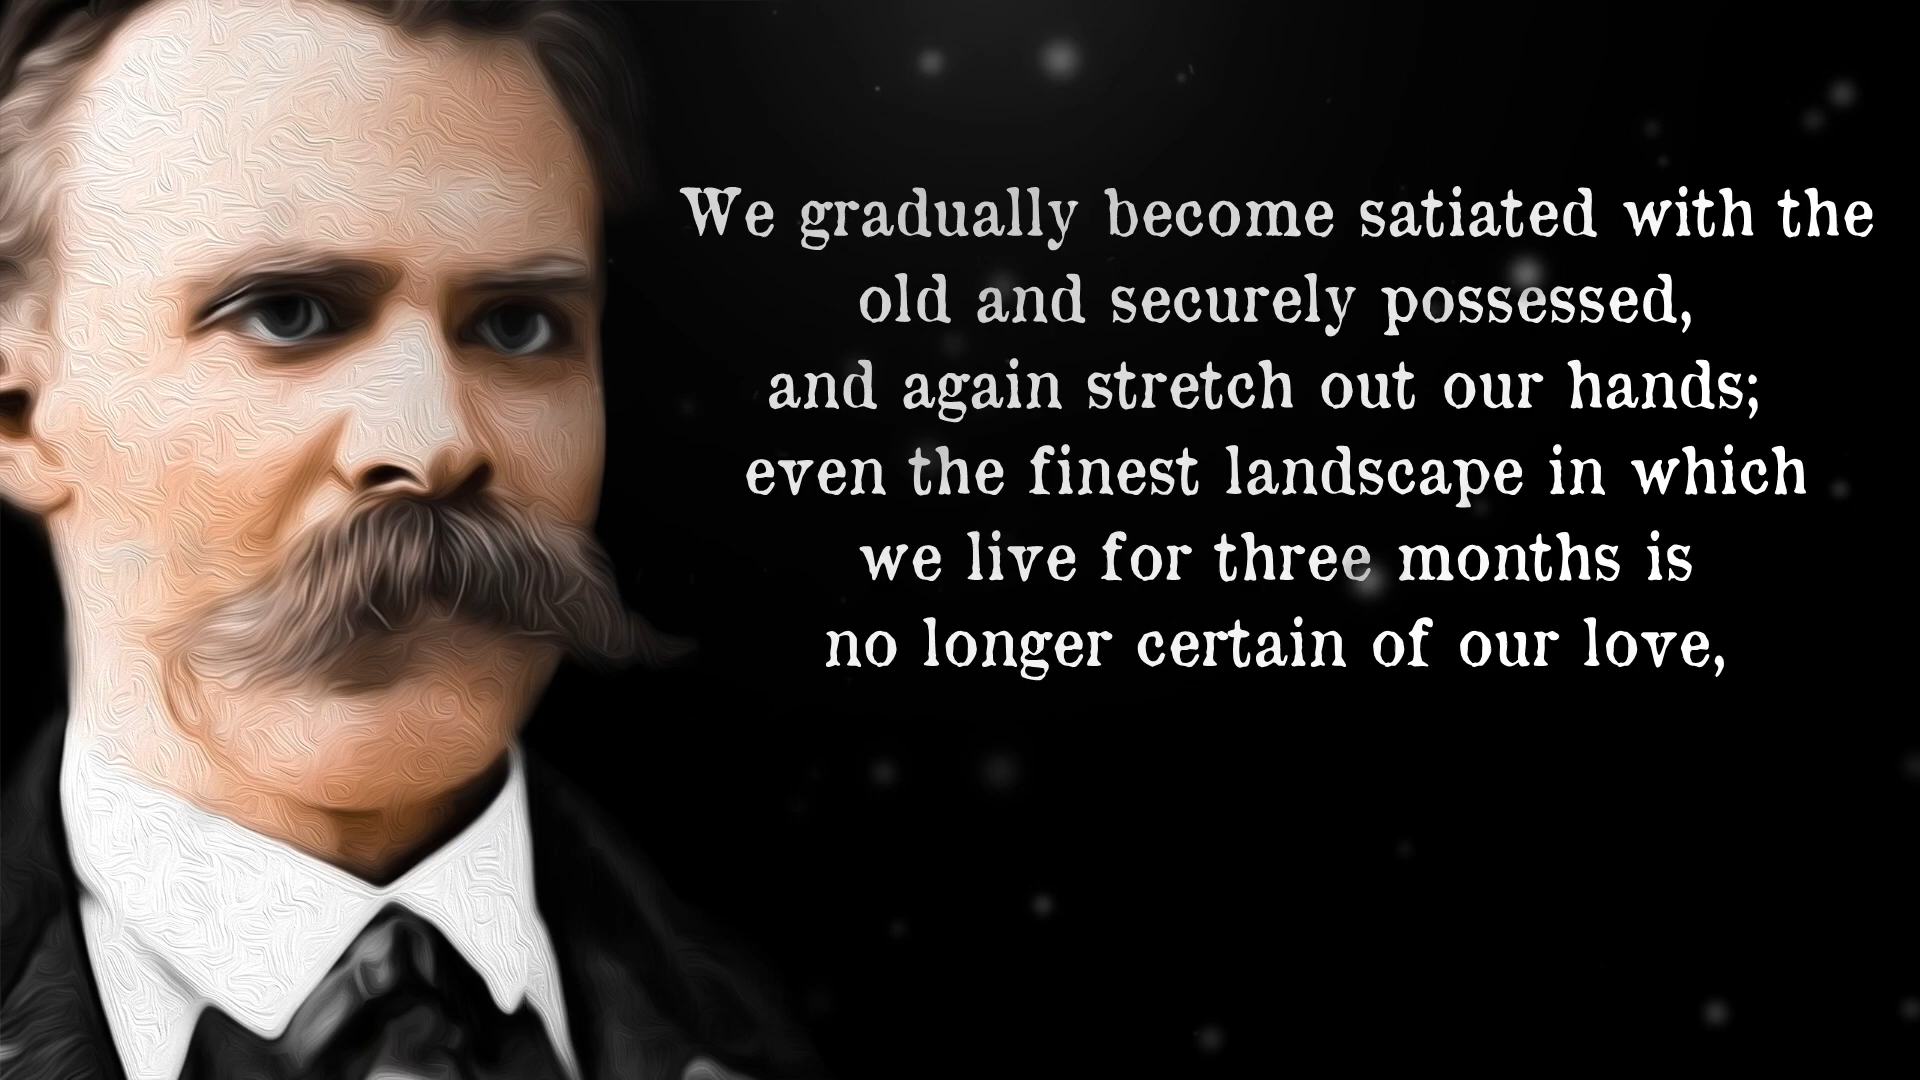 We gradually become satiated with the
old and securely possessed,
and again stretch out our hands;
even the finest landscape in which
we live for three months is
no longer certain of our love,